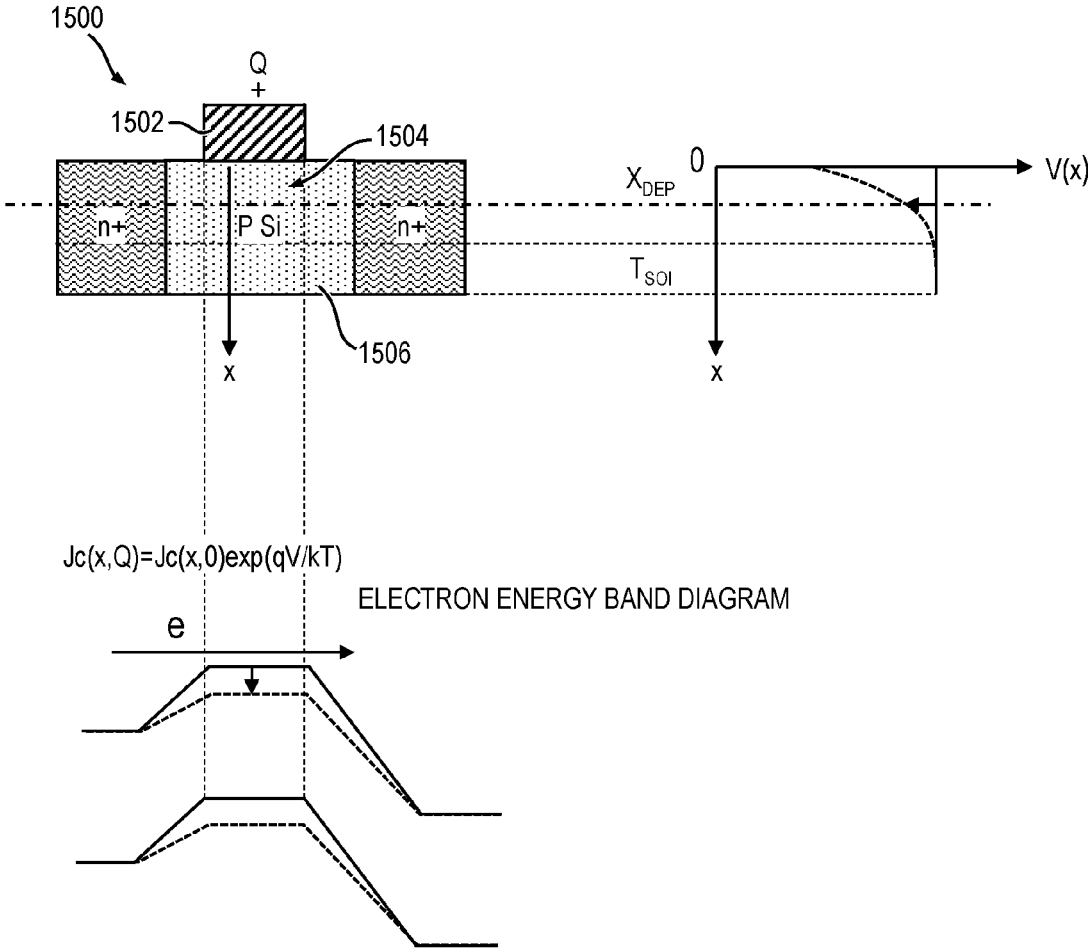 1500
Q
+
1502
1504
0
V(x)
X_DEP
n+
P Si
n+
T_SOI
1506
x
x
Jc(x,Q)=Jc(x,0)exp(qV/kT)
ELECTRON ENERGY BAND DIAGRAM
e